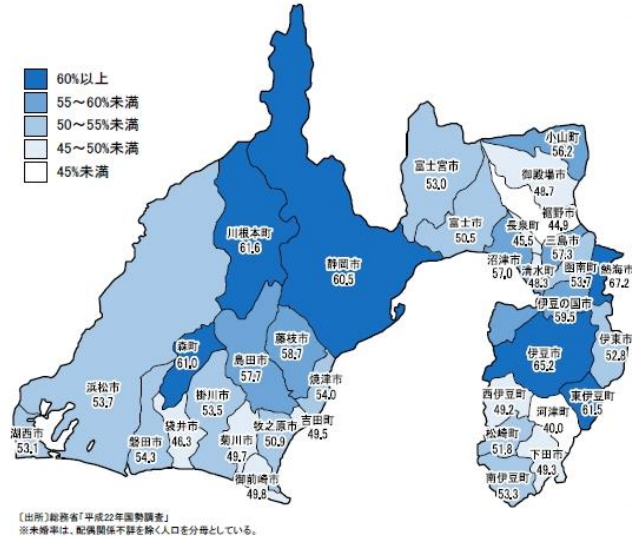 60%以上
55～60%未満
50～55%未満
45～50%未満
45%未満
小山町
56.2
御殿場市
48.7
富士宮市
53.0
裾野市
44.9
富士市
50.5
長泉町
45.5
三島市
57.3
沼津市
57.0
清水町
48.3
函南町
53.7
熱海市
67.2
川根本町
61.6
静岡市
60.5
伊豆の国市
59.5
伊豆市
65.2
伊東市
52.8
森町
61.0
島田市
57.7
藤枝市
58.7
焼津市
54.0
浜松市
53.7
掛川市
53.5
吉田町
49.5
西伊豆町
49.2
河津町
40.0
東伊豆町
61.5
湖西市
53.1
磐田市
54.3
袋井市
46.3
菊川市
49.7
牧之原市
50.9
御前崎市
49.8
松崎町
51.8
下田市
49.3
南伊豆町
53.3
〔出所〕総務省「平成22年国勢調査」
※未婚率は、配偶関係不詳を除く人口を分母としている。